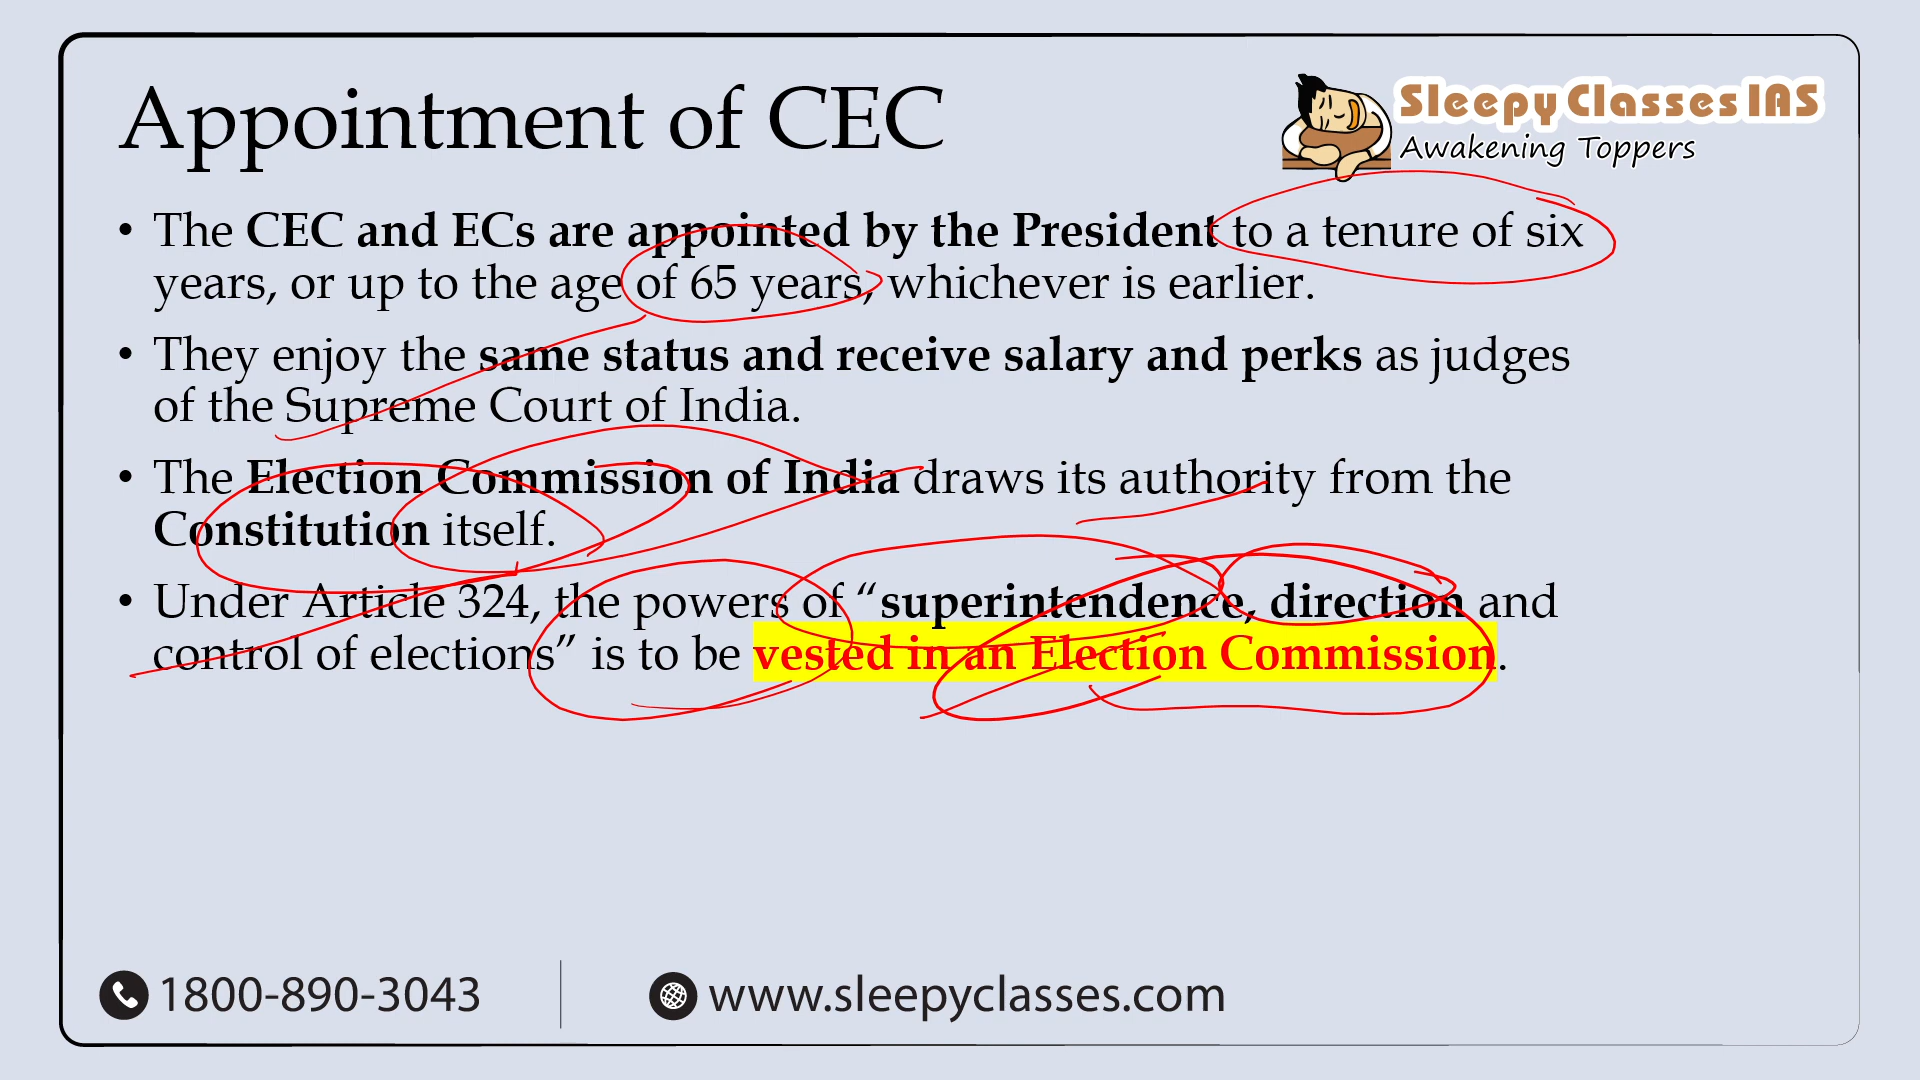 Appointment of CEC
Sleepy Classes IAS
Awakening Toppers
• The CEC and ECs are appointed by the President to a tenure of six
years, or up to the age of 65 years, whichever is earlier.
• They enjoy the same status and receive salary and perks as judges
of the Supreme Court of India.
• The Election Commission of India draws its authority from the
Constitution itself.
• Under Article 324, the powers of “superintendence, direction and
control of elections” is to be vested in an Election Commission.
1800-890-3043
www.sleepyclasses.com